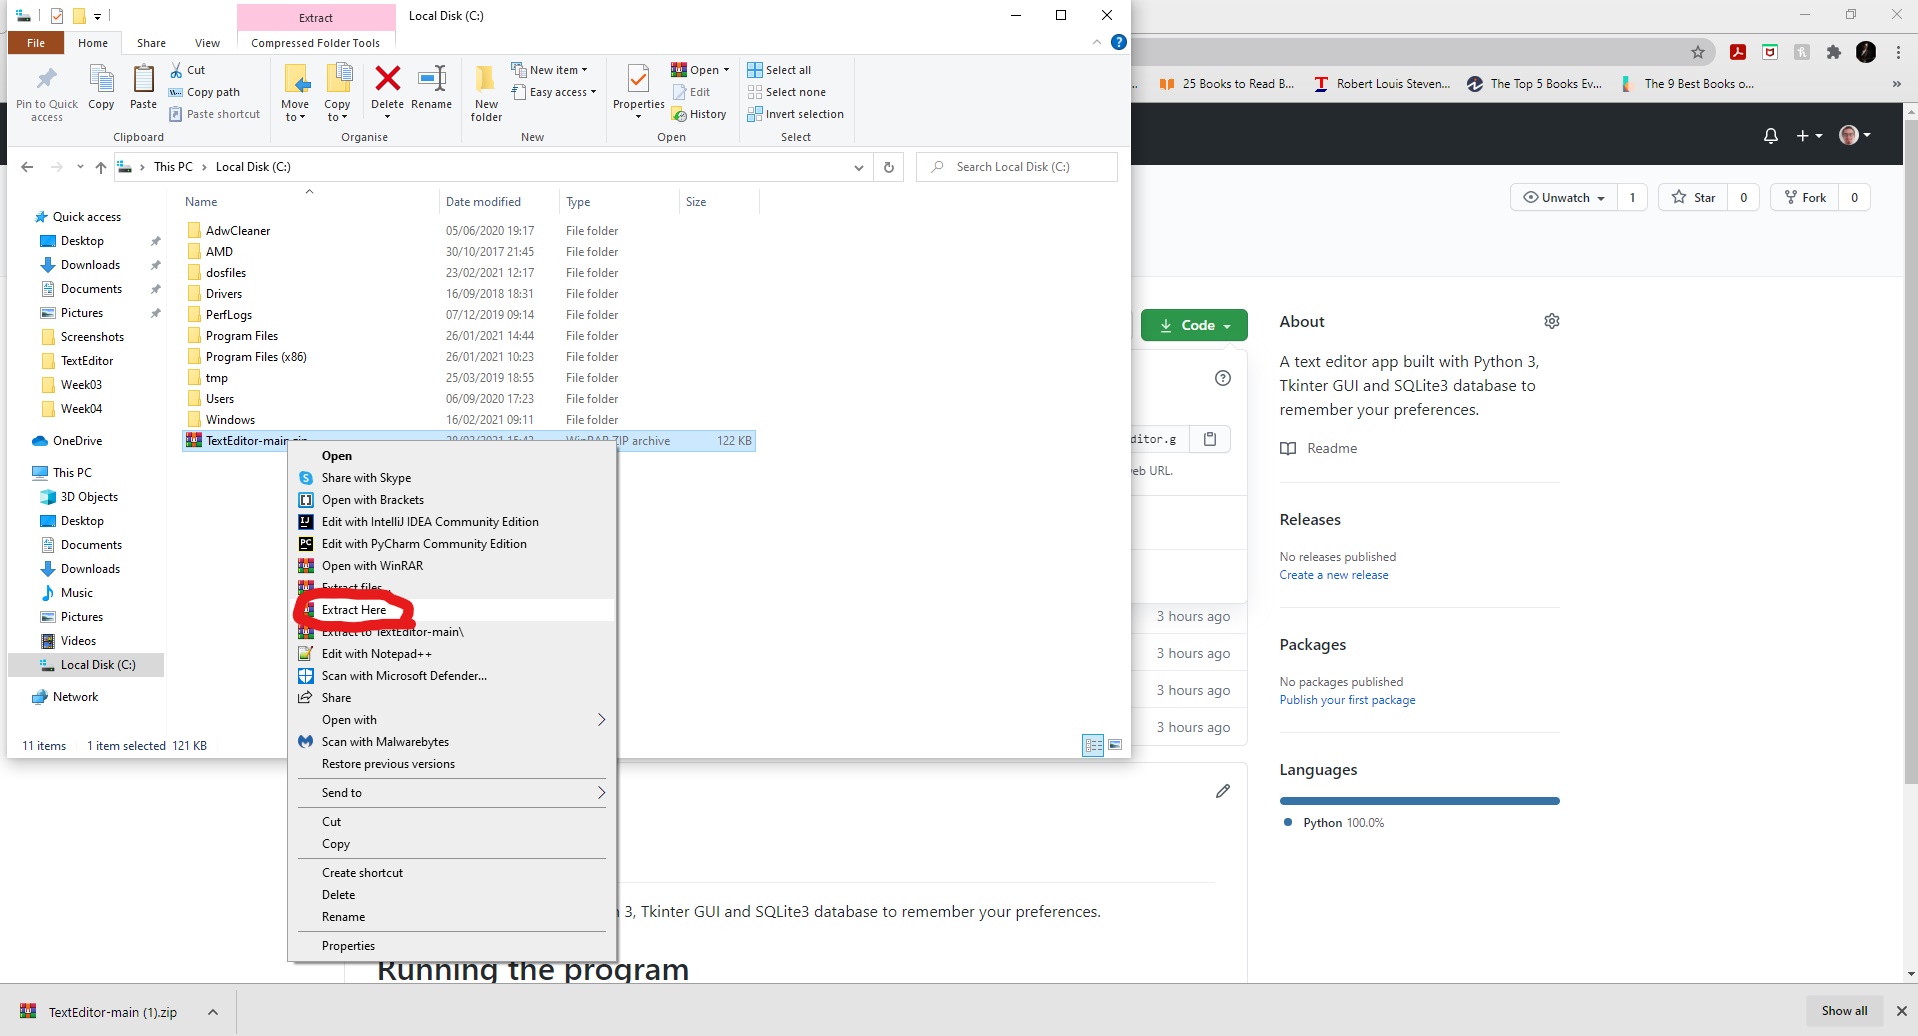 Extract
Local Disk (C:)
File
Home
Share
View
Compressed Folder Tools
Pin to Quick access
Copy
Paste
Cut
Copy path
Paste shortcut
Move to
Copy to
Delete
Rename
New folder
New item
Easy access
Properties
Open
Edit
History
Select all
Select none
Invert selection
Clipboard
Organise
New
Open
Select
This PC
Local Disk (C:)
Search Local Disk (C:)
Name
Date modified
Type
Size
Quick access
Desktop
Downloads
Documents
Pictures
Screenshots
TextEditor
Week03
Week04
OneDrive
This PC
3D Objects
Desktop
Documents
Downloads
Music
Pictures
Videos
Local Disk (C:)
Network
AdwCleaner 05/06/2020 19:17 File folder
AMD 30/10/2017 21:45 File folder
dosfiles 23/02/2021 12:17 File folder
Drivers 16/09/2018 18:31 File folder
PerfLogs 07/12/2019 09:14 File folder
Program Files 26/01/2021 14:44 File folder
Program Files (x86) 26/01/2021 10:23 File folder
tmp 25/03/2019 18:55 File folder
Users 06/09/2020 17:23 File folder
Windows 16/02/2021 09:11 File folder
TextEditor-main.zip 28/02/2021 15:42 WinRAR ZIP archive 122 KB
Open
Share with Skype
Open with Brackets
Edit with IntelliJ IDEA Community Edition
Edit with PyCharm Community Edition
Open with WinRAR
Extract files...
Extract Here
Extract to TextEditor-main\
Edit with Notepad++
Scan with Microsoft Defender...
Share
Open with
Scan with Malwarebytes
Restore previous versions
Send to
Cut
Copy
Create shortcut
Delete
Rename
Properties
11 items 1 item selected 121 KB
... 25 Books to Read B... Robert Louis Steven... The Top 5 Books Ev... The 9 Best Books o... »
Unwatch 1 Star 0 Fork 0
Code
ditor.g
eb URL.
3 hours ago
3 hours ago
3 hours ago
3 hours ago
About
A text editor app built with Python 3,
Tkinter GUI and SQLite3 database to
remember your preferences.
Readme
Releases
No releases published
Create a new release
Packages
No packages published
Publish your first package
Languages
Python 100.0%
3, Tkinter GUI and SQLite3 database to remember your preferences.
Running the program
TextEditor-main (1).zip
Show all